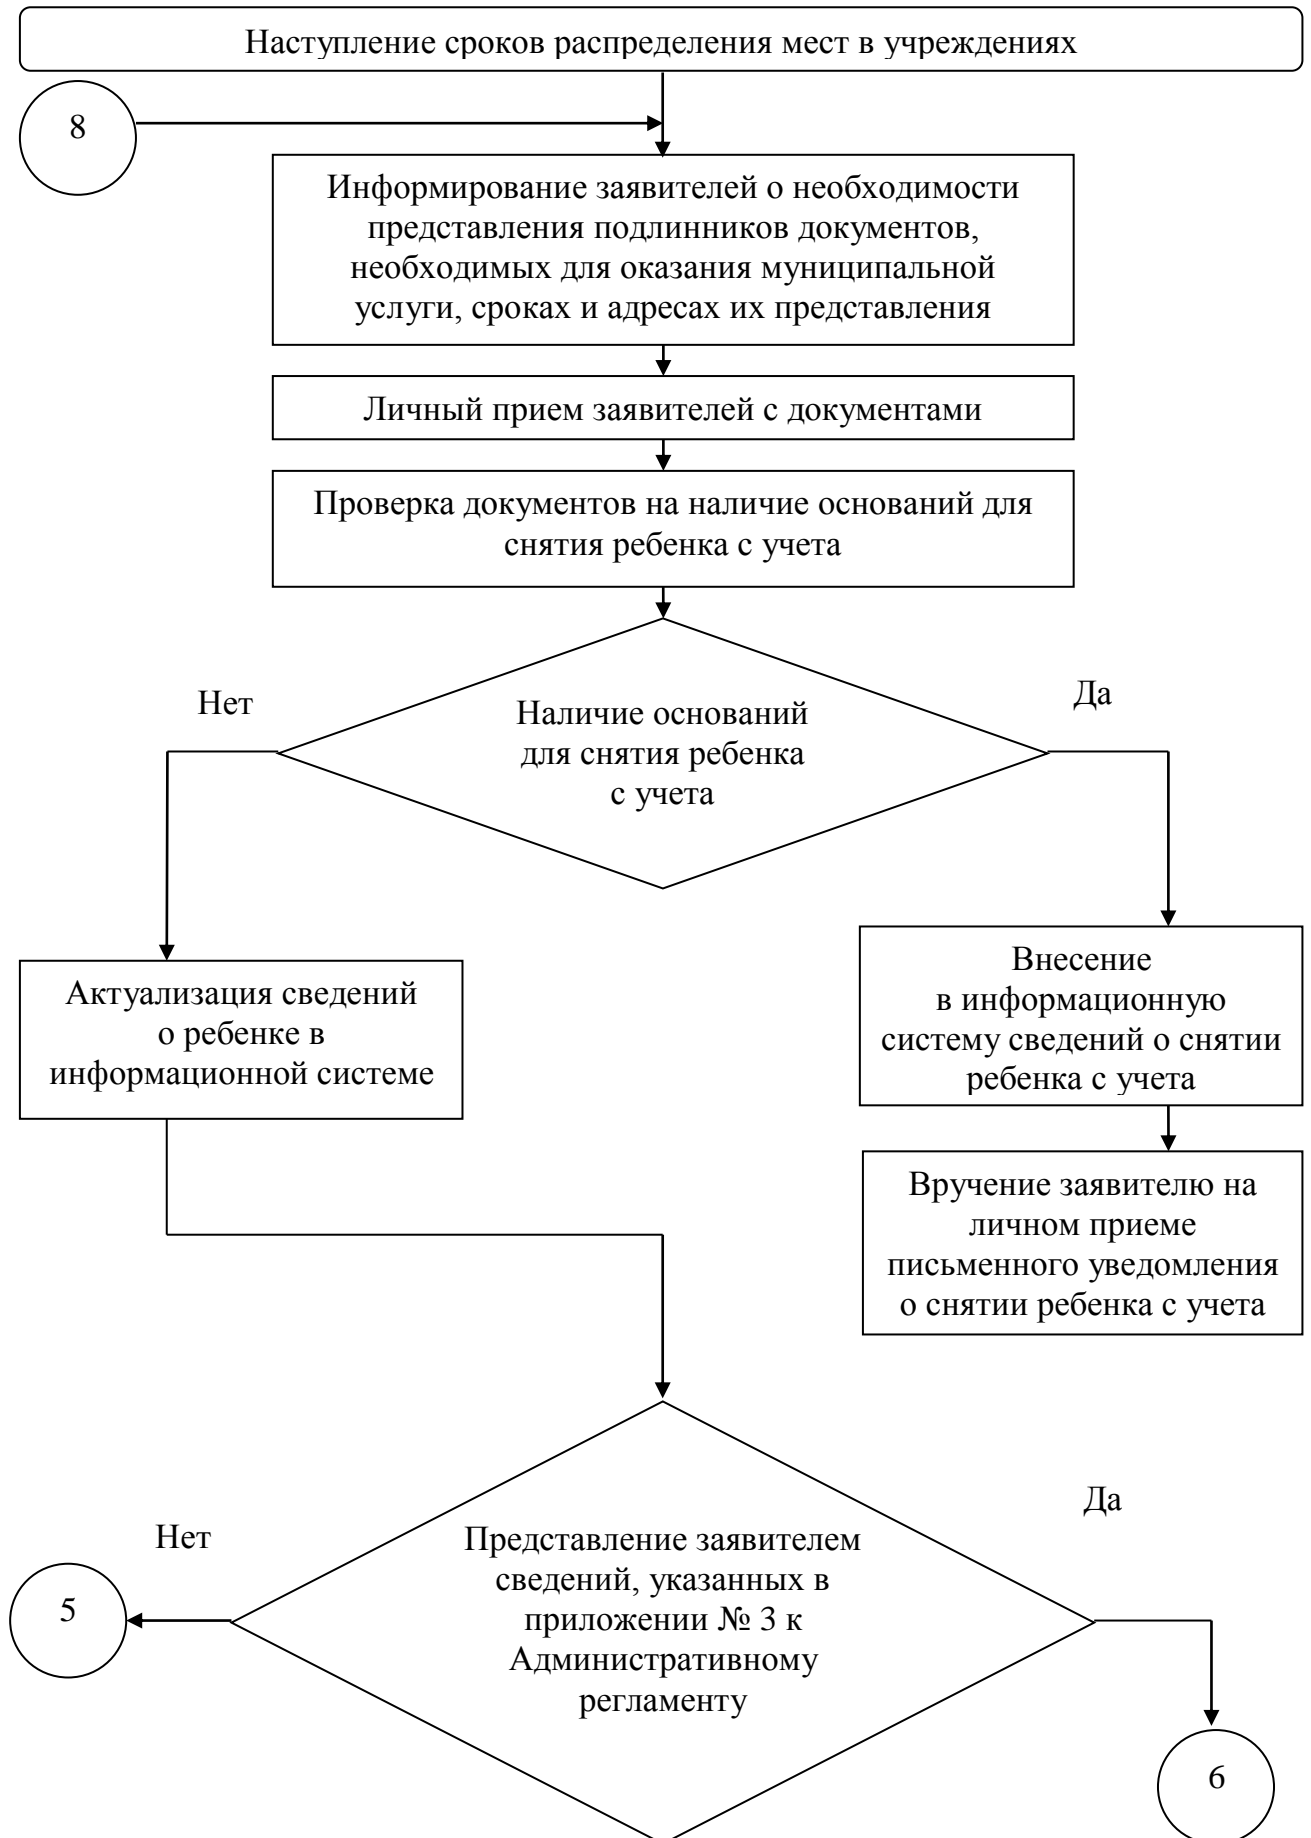 Наступление сроков распределения мест в учреждениях
8
Информирование заявителей о необходимости
представления подлинников документов,
необходимых для оказания муниципальной
услуги, сроках и адресах их представления
Личный прием заявителей с документами
Проверка документов на наличие оснований для
снятия ребенка с учета
Нет
Да
Наличие оснований
для снятия ребенка
с учета
Актуализация сведений
о ребенке в
информационной системе
Внесение
в информационную
систему сведений о снятии
ребенка с учета
Вручение заявителю на
личном приеме
письменного уведомления
о снятии ребенка с учета
Нет
Да
Представление заявителем
сведений, указанных в
приложении № 3 к
Административному
регламенту
5
6